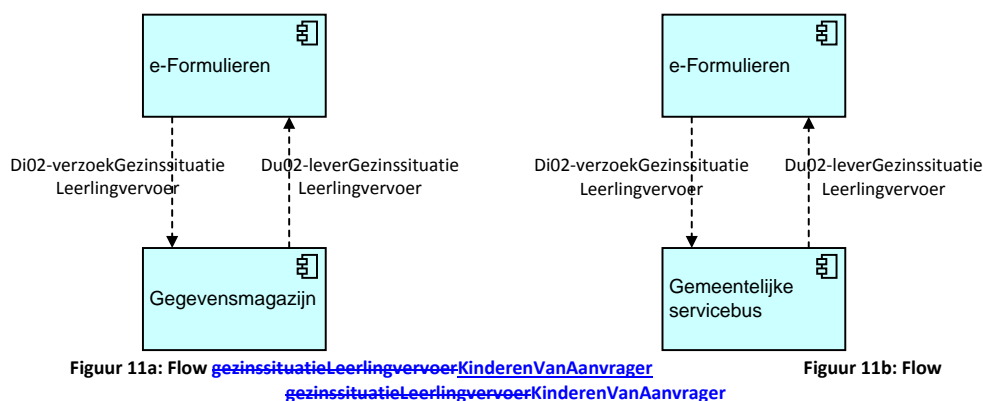 e-Formulieren
e-Formulieren
Di02-verzoekGezinssituatie
Leerlingvervoer
Du02-leverGezinssituatie
Leerlingvervoer
Di02-verzoekGezinssituatie
Leerlingvervoer
Du02-leverGezinssituatie
Leerlingvervoer
Gegevensmagazijn
Gemeentelijke
servicebus
Figuur 11a: Flow gezinssituatieLeerlingvervoerKinderenVanAanvrager Figuur 11b: Flow
gezinssituatieLeerlingvervoerKinderenVanAanvrager